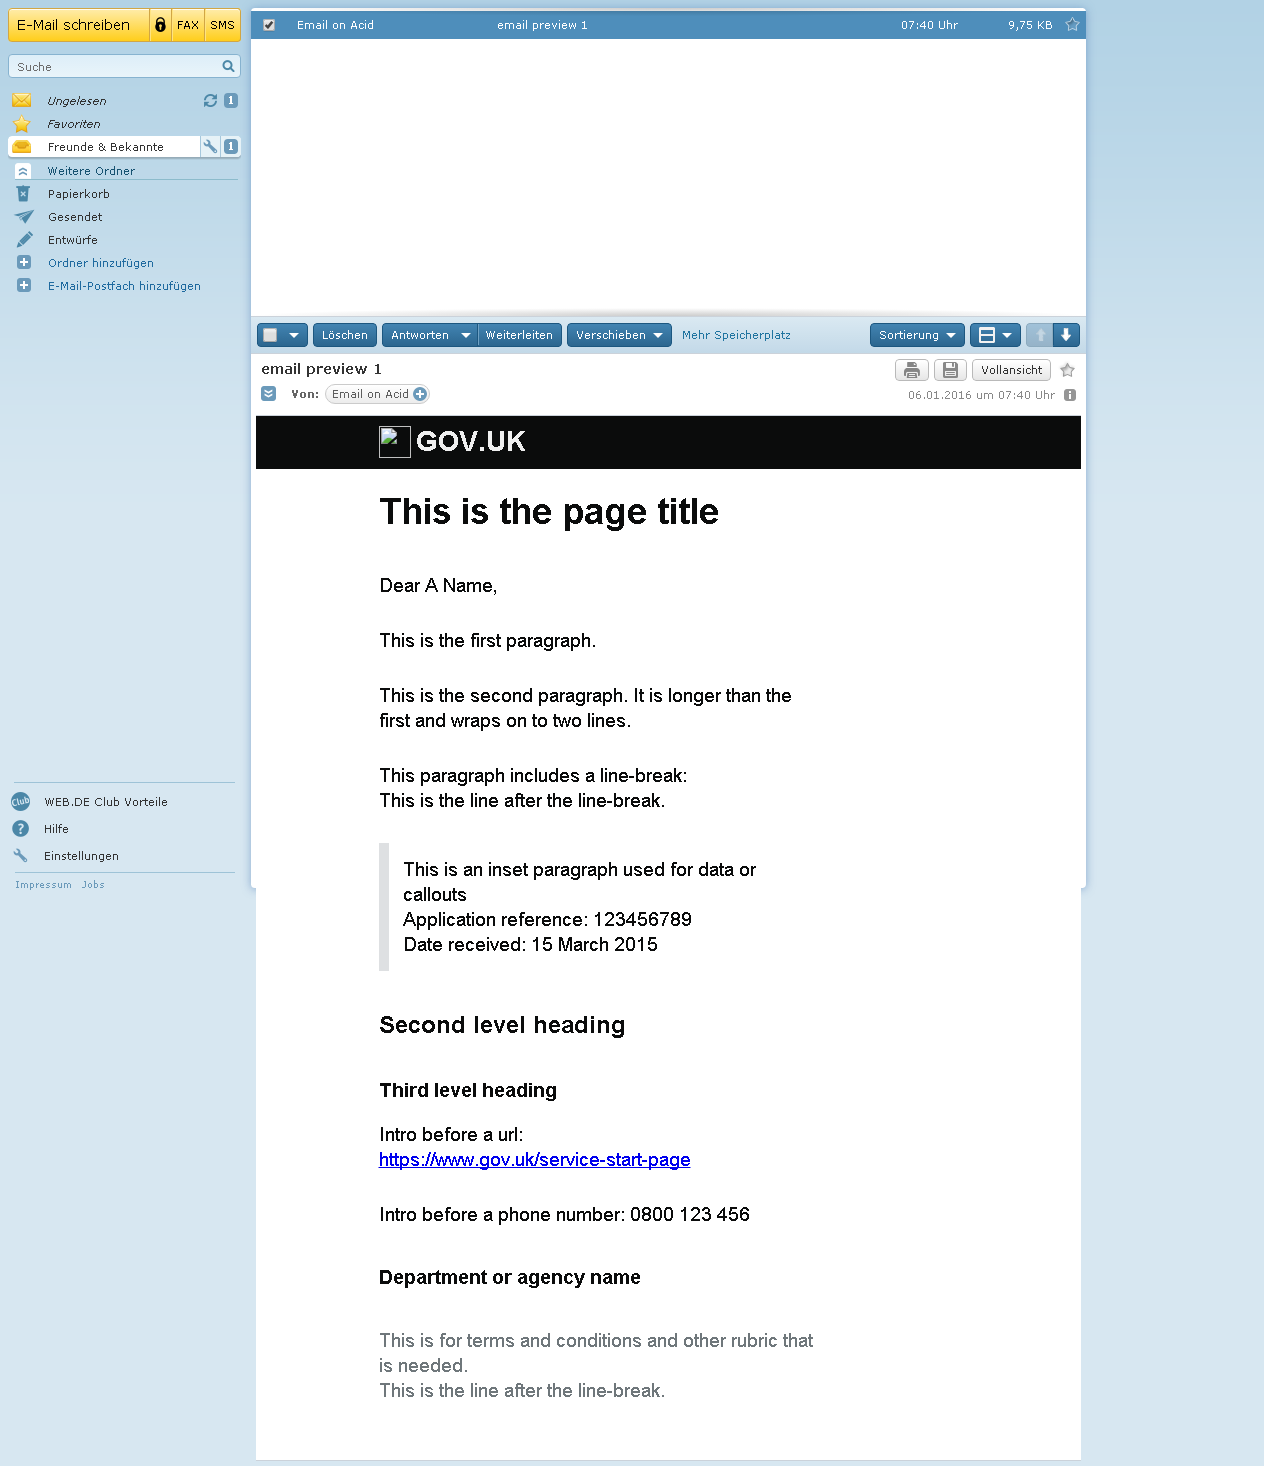 E-Mail schreiben FAX SMS
Suche
Ungelesen 1
Favoriten
Freunde & Bekannte 1
Weitere Ordner
Papierkorb
Gesendet
Entwürfe
Ordner hinzufügen
E-Mail-Postfach hinzufügen
Club WEB.DE Club Vorteile
Hilfe
Einstellungen
Impressum Jobs
Email on Acid email preview 1 07:40 Uhr 9,75 KB
Löschen Antworten Weiterleiten Verschieben Mehr Speicherplatz Sortierung
email preview 1 Vollansicht
Von: Email on Acid 06.01.2016 um 07:40 Uhr
GOV.UK
This is the page title
Dear A Name,
This is the first paragraph.
This is the second paragraph. It is longer than the
first and wraps on to two lines.
This paragraph includes a line-break:
This is the line after the line-break.
This is an inset paragraph used for data or
callouts
Application reference: 123456789
Date received: 15 March 2015
Second level heading
Third level heading
Intro before a url:
https://www.gov.uk/service-start-page
Intro before a phone number: 0800 123 456
Department or agency name
This is for terms and conditions and other rubric that
is needed.
This is the line after the line-break.